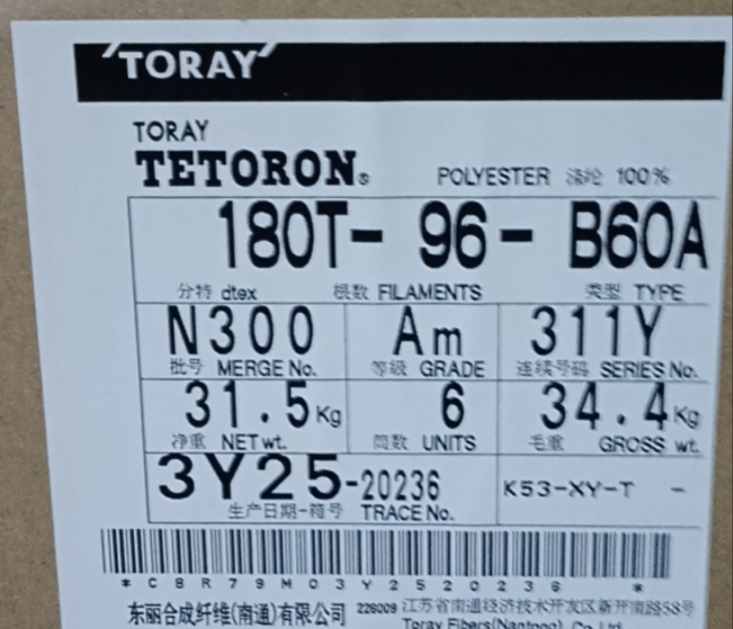 TORAY
TORAY
TETORON® POLYESTER 涤纶 100%
180T- 96 - B60A
分特 dtex 根数 FILAMENTS 类型 TYPE
N300 Am 311Y
批号 MERGE No. 等级 GRADE 连续号码 SERIES No.
31.5Kg 6 34.4Kg
净重 NET wt. 筒数 UNITS 毛重 GROSS wt.
3Y25-20236 K53-XY-T -
生产日期-箱号 TRACE No.
*C8R79M03Y2520236*
东丽合成纤维(南通)有限公司 226009 江苏省南通经济技术开发区新开南路58号
Toray Fibers(Nantong) Co.Ltd